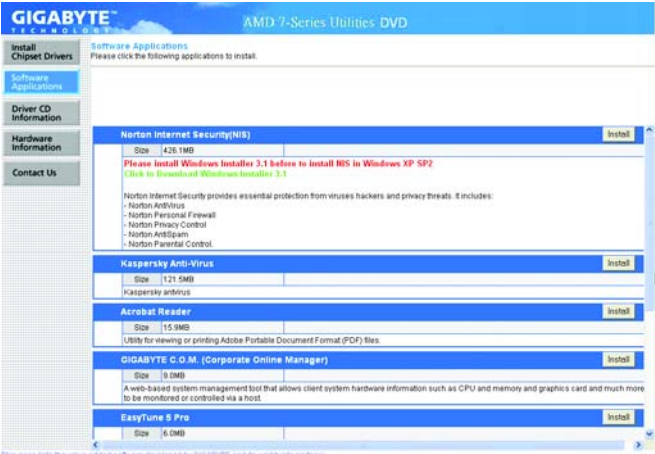 GIGABYTE™
TECHNOLOGY
AMD 7-Series Utilities DVD
Install
Chipset Drivers
Software
Applications
Driver CD
Information
Hardware
Information
Contact Us
Software Applications
Please click the following applications to install.
Norton Internet Security(NIS) Install
Size 426.1MB
Please install Windows Installer 3.1 before to install NIS in Windows XP SP2
Click to Download Windows Installer 3.1
Norton Internet Security provides essential protection from viruses hackers and privacy threats. It includes:
- Norton AntiVirus
- Norton Personal Firewall
- Norton Privacy Control
- Norton AntiSpam
- Norton Parental Control.
Kaspersky Anti-Virus Install
Size 121.5MB
Kaspersky antivirus
Acrobat Reader Install
Size 15.9MB
Utility for viewing or printing Adobe Portable Document Format (PDF) files.
GIGABYTE C.O.M. (Corporate Online Manager) Install
Size 9.0MB
A web-based system management tool that allows client system hardware information such as CPU and memory and graphics card and much more
to be monitored or controlled via a host.
EasyTune 5 Pro Install
Size 6.0MB